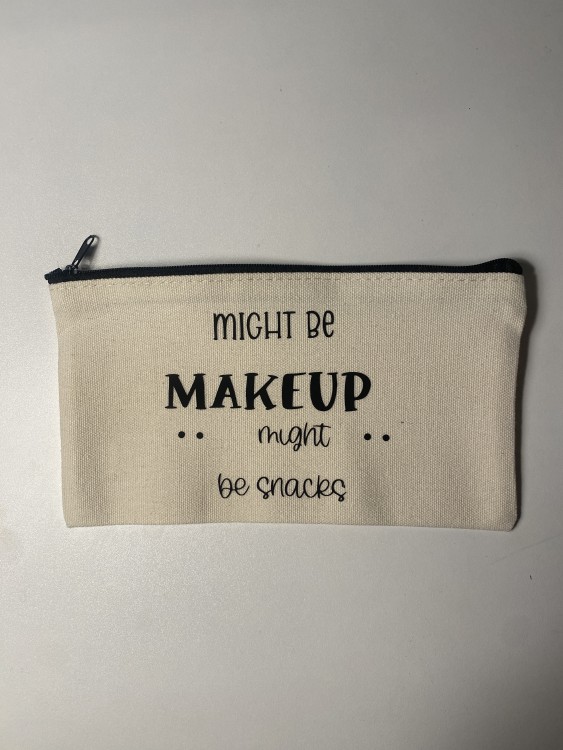 MIGHT BE
MAKEUP
.. might ..
be snacks